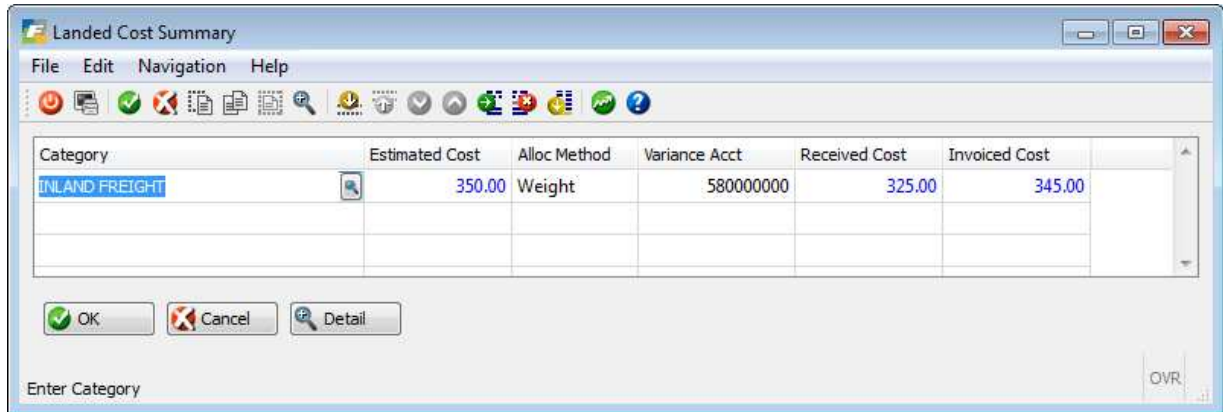 Landed Cost Summary
File Edit Navigation Help
Category Estimated Cost Alloc Method Variance Acct Received Cost Invoiced Cost
INLAND FREIGHT 350.00 Weight 580000000 325.00 345.00
OK Cancel Detail
Enter Category OVR